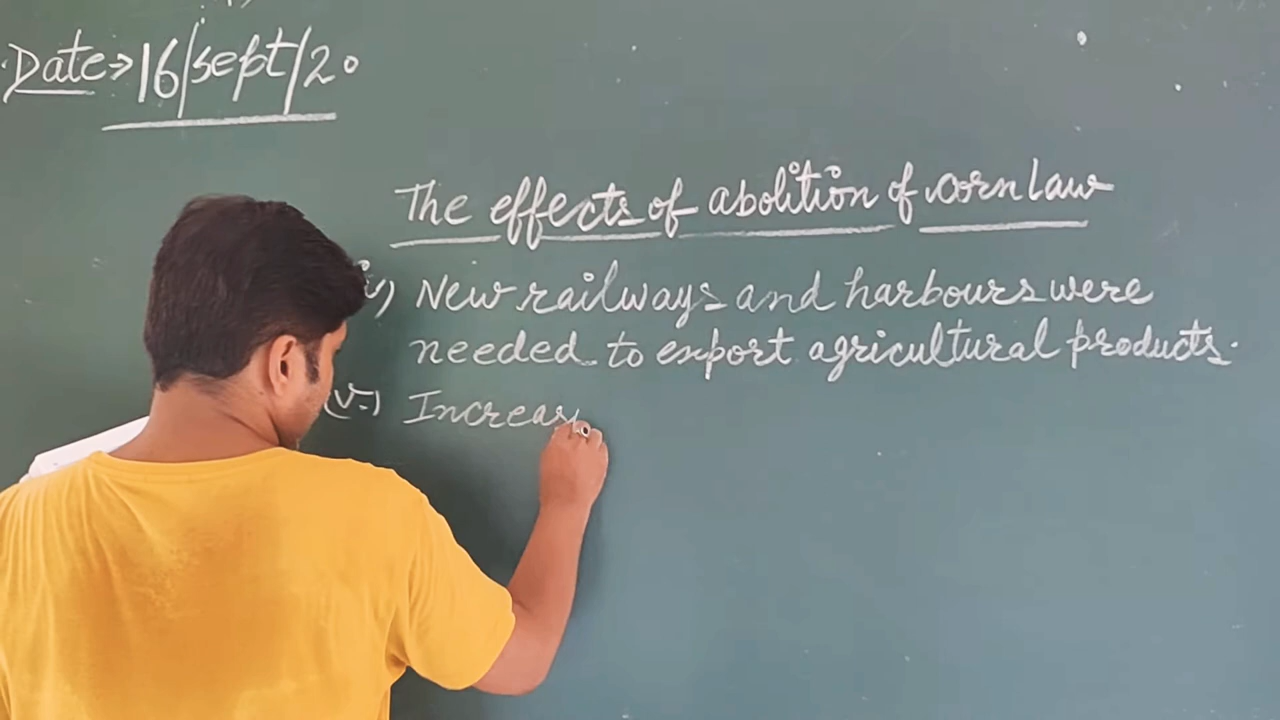 Date → 16/sept/20
The effects of abolition of corn law
iv) New railways and harbours were
needed to export agricultural products.
(v.) Increas